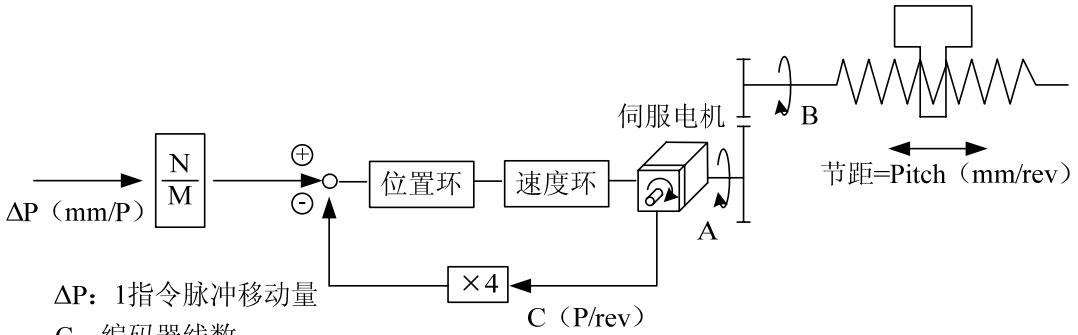 伺服电机
B
节距=Pitch（mm/rev）
N
M
+
-
位置环
速度环
ΔP（mm/P）
A
×4
ΔP：1指令脉冲移动量
C（P/rev）